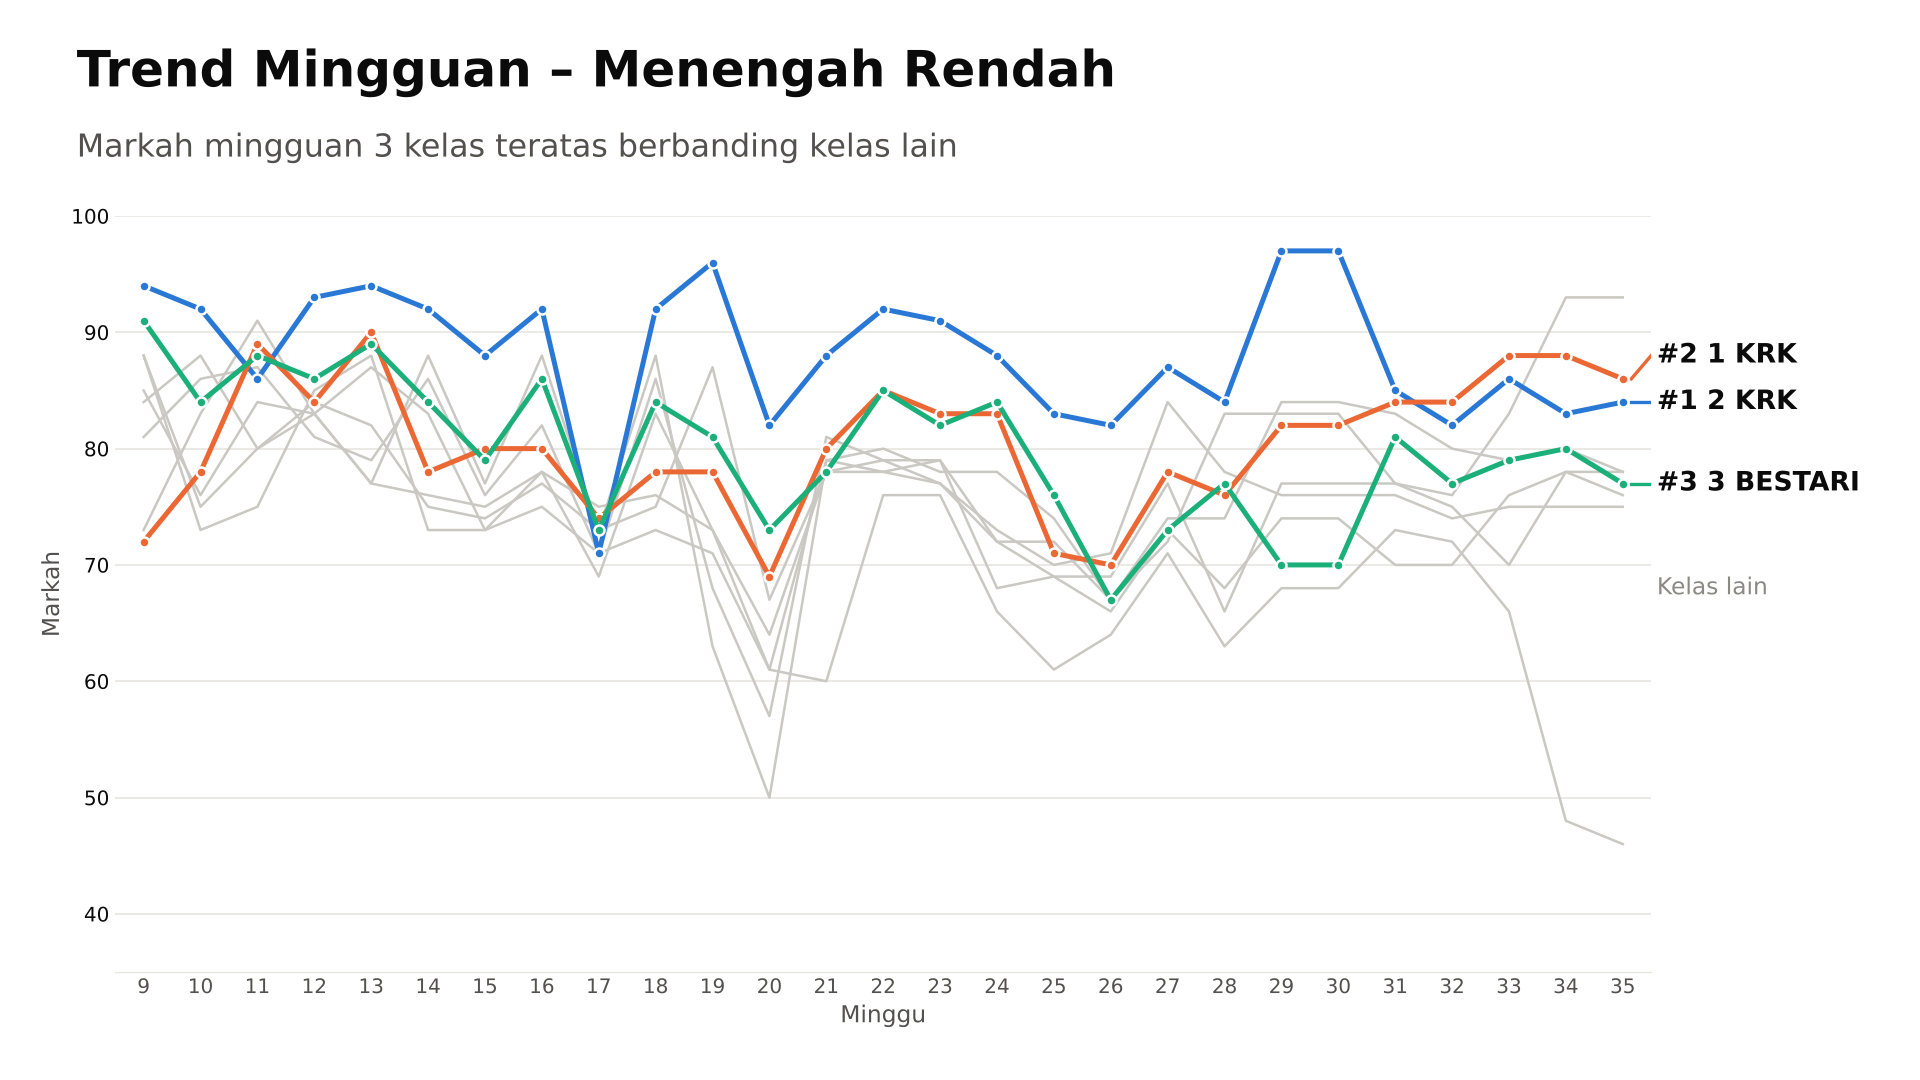 Trend Mingguan – Menengah Rendah
Markah mingguan 3 kelas teratas berbanding kelas lain
100
90
80
70
60
50
40
Markah
#2 1 KRK
#1 2 KRK
#3 3 BESTARI
Kelas lain
9 10 11 12 13 14 15 16 17 18 19 20 21 22 23 24 25 26 27 28 29 30 31 32 33 34 35
Minggu